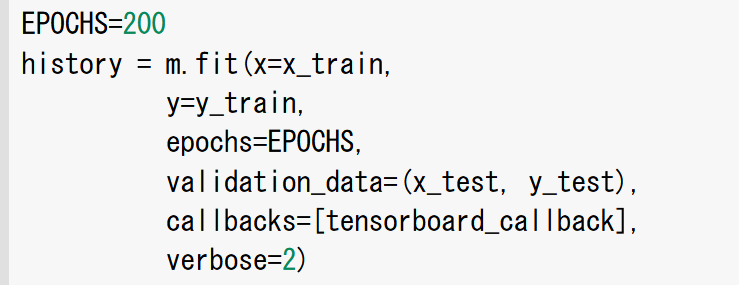 EPOCHS=200
history = m.fit(x=x_train,
y=y_train,
epochs=EPOCHS,
validation_data=(x_test, y_test),
callbacks=[tensorboard_callback],
verbose=2)